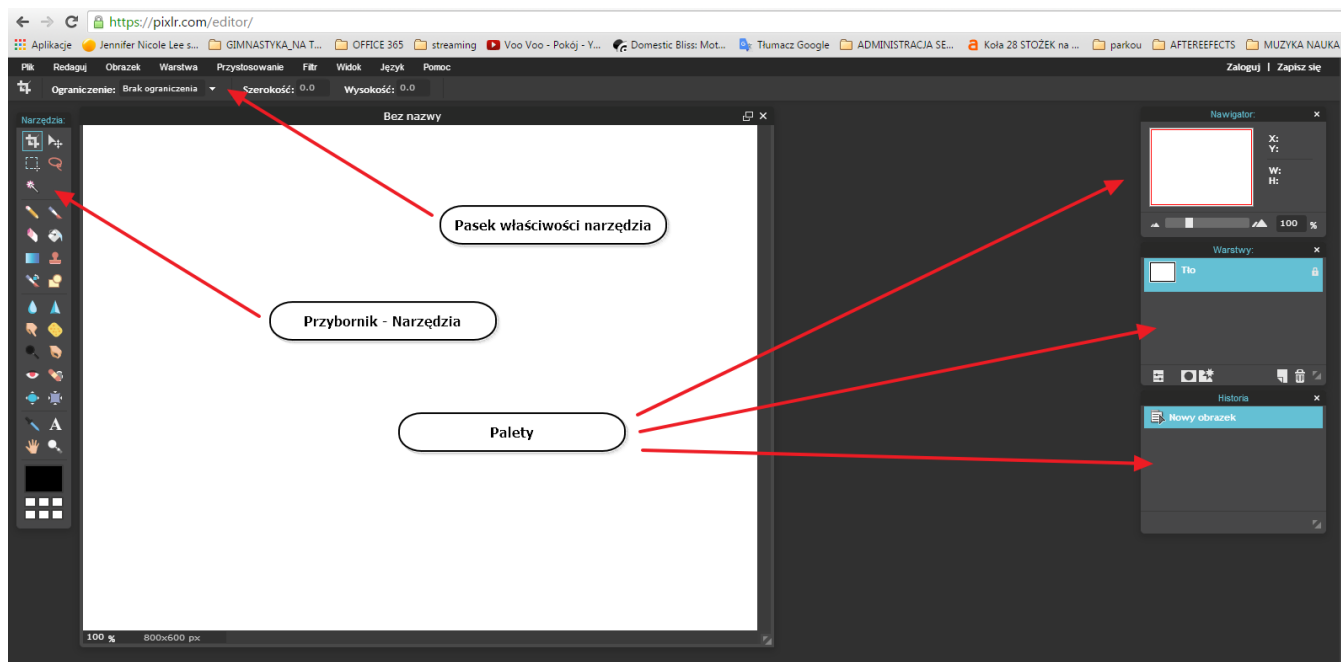 https://pixlr.com/editor/
Aplikacje Jennifer Nicole Lee s... GIMNASTYKA_NA T... OFFICE 365 streaming Voo Voo - Pokój - Y... Domestic Bliss: Mot... Tłumacz Google ADMINISTRACJA SE... a Koła 28 STOŻEK na ... parkou AFTEREEFECTS MUZYKA NAUKA
Plik Redaguj Obrazek Warstwa Przystosowanie Filtr Widok Język Pomoc Zaloguj | Zapisz się
Ograniczenie: Brak ograniczenia Szerokość: 0.0 Wysokość: 0.0
Narzędzia:
Bez nazwy
Nawigator:
X:
Y:
W:
H:
100 %
Pasek właściwości narzędzia
Warstwy:
Tło
Przybornik - Narzędzia
Historia
Nowy obrazek
Palety
A
100 % 800x600 px